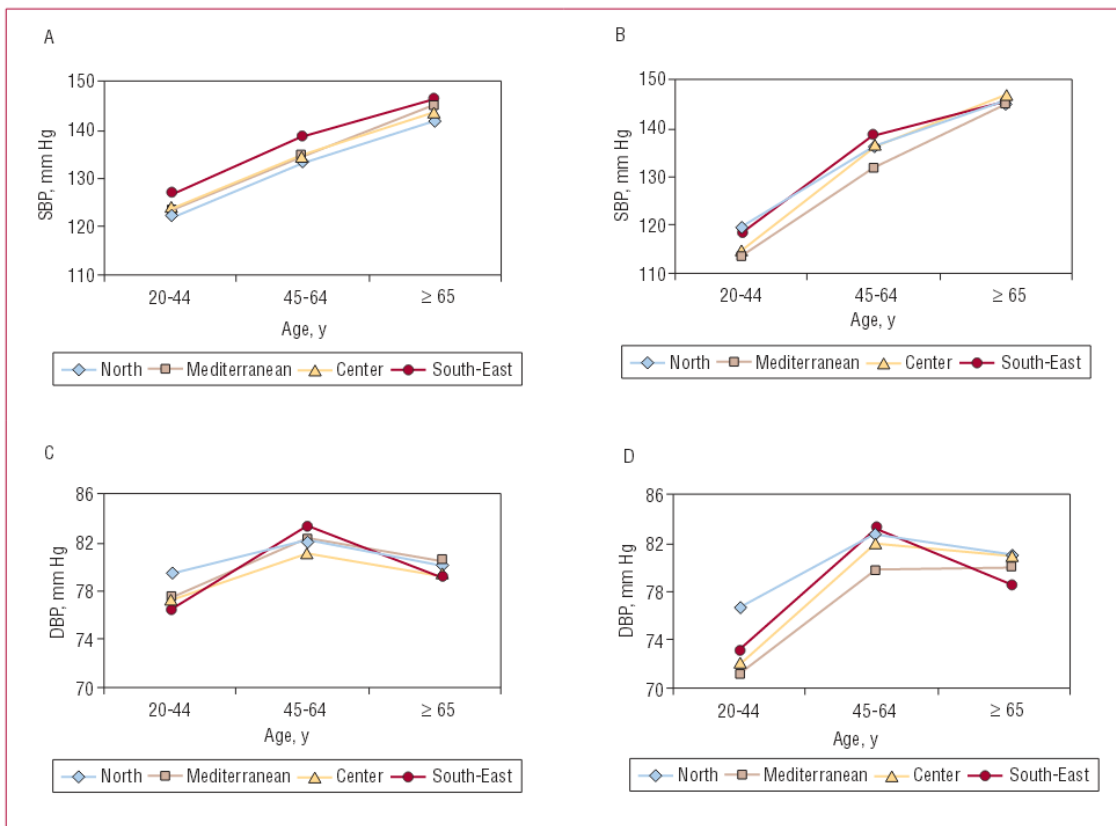 A
150
140
130
120
110
SBP, mm Hg
20-44 45-64 ≥ 65
Age, y
North Mediterranean Center South-East
B
150
140
130
120
110
SBP, mm Hg
20-44 45-64 ≥ 65
Age, y
North Mediterranean Center South-East
C
86
82
78
74
70
DBP, mm Hg
20-44 45-64 ≥ 65
Age, y
North Mediterranean Center South-East
D
86
82
78
74
70
DBP, mm Hg
20-44 45-64 ≥ 65
Age, y
North Mediterranean Center South-East